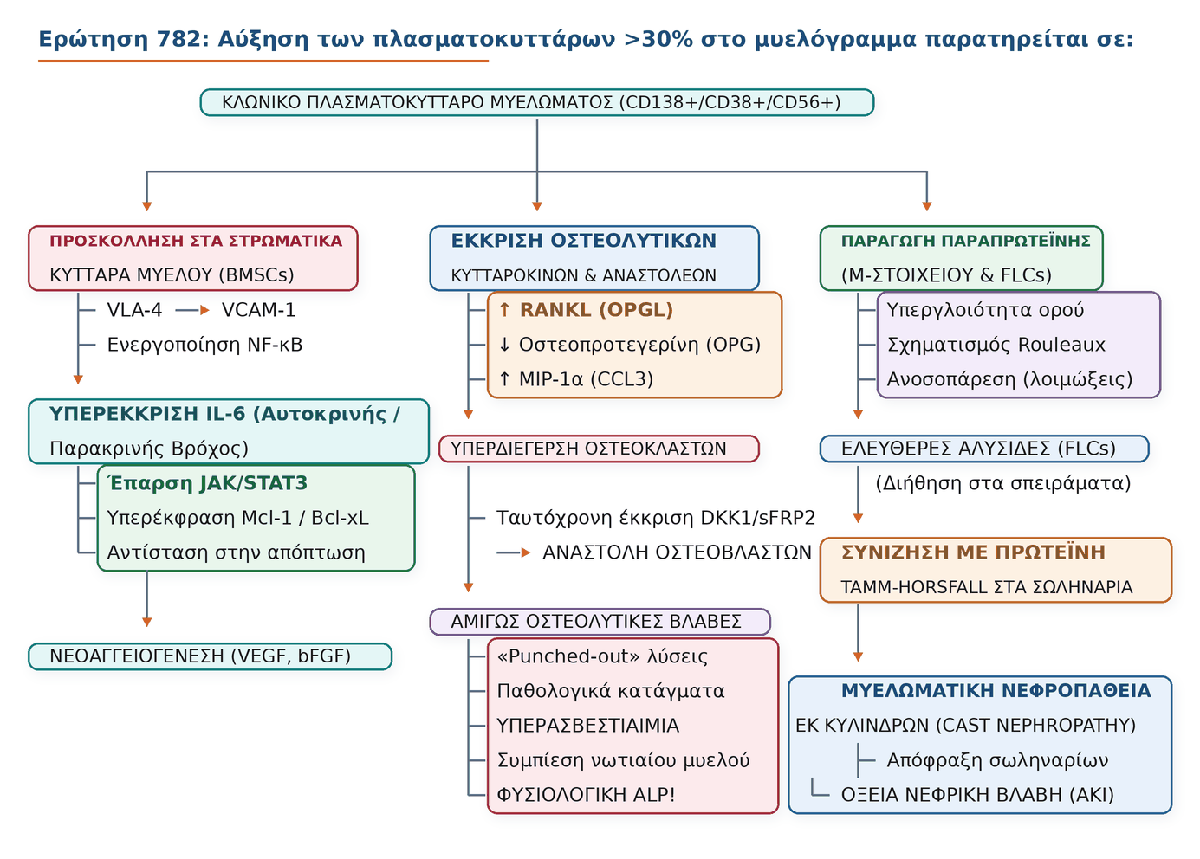 Ερώτηση 782: Αύξηση των πλασματοκυττάρων >30% στο μυελόγραμμα παρατηρείται σε:
ΚΛΩΝΙΚΟ ΠΛΑΣΜΑΤΟΚΥΤΤΑΡΟ ΜΥΕΛΩΜΑΤΟΣ (CD138+/CD38+/CD56+)
ΠΡΟΣΚΟΛΛΗΣΗ ΣΤΑ ΣΤΡΩΜΑΤΙΚΑ
ΚΥΤΤΑΡΑ ΜΥΕΛΟΥ (BMSCs)
VLA-4 → VCAM-1
Ενεργοποίηση NF-κB
ΥΠΕΡΕΚΚΡΙΣΗ IL-6 (Αυτοκρινής /
Παρακρινής Βρόχος)
Έπαρση JAK/STAT3
Υπερέκφραση Mcl-1 / Bcl-xL
Αντίσταση στην απόπτωση
ΝΕΟΑΓΓΕΙΟΓΕΝΕΣΗ (VEGF, bFGF)
ΕΚΚΡΙΣΗ ΟΣΤΕΟΛΥΤΙΚΩΝ
ΚΥΤΤΑΡΟΚΙΝΩΝ & ΑΝΑΣΤΟΛΕΩΝ
↑ RANKL (OPGL)
↓ Οστεοπροτεγερίνη (OPG)
↑ MIP-1α (CCL3)
ΥΠΕΡΔΙΕΓΕΡΣΗ ΟΣΤΕΟΚΛΑΣΤΩΝ
Ταυτόχρονη έκκριση DKK1/sFRP2
→ ΑΝΑΣΤΟΛΗ ΟΣΤΕΟΒΛΑΣΤΩΝ
ΑΜΙΓΩΣ ΟΣΤΕΟΛΥΤΙΚΕΣ ΒΛΑΒΕΣ
«Punched-out» λύσεις
Παθολογικά κατάγματα
ΥΠΕΡΑΣΒΕΣΤΙΑΙΜΙΑ
Συμπίεση νωτιαίου μυελού
ΦΥΣΙΟΛΟΓΙΚΗ ALP!
ΠΑΡΑΓΩΓΗ ΠΑΡΑΠΡΩΤΕΪΝΗΣ
(Μ-ΣΤΟΙΧΕΙΟΥ & FLCs)
Υπεργλοιότητα ορού
Σχηματισμός Rouleaux
Ανοσοπάρεση (λοιμώξεις)
ΕΛΕΥΘΕΡΕΣ ΑΛΥΣΙΔΕΣ (FLCs)
(Διήθηση στα σπειράματα)
ΣΥΝΙΖΗΣΗ ΜΕ ΠΡΩΤΕΪΝΗ
TAMM-HORSFALL ΣΤΑ ΣΩΛΗΝΑΡΙΑ
ΜΥΕΛΩΜΑΤΙΚΗ ΝΕΦΡΟΠΑΘΕΙΑ
ΕΚ ΚΥΛΙΝΔΡΩΝ (CAST NEPHROPATHY)
Απόφραξη σωληναρίων
ΟΞΕΙΑ ΝΕΦΡΙΚΗ ΒΛΑΒΗ (AKI)